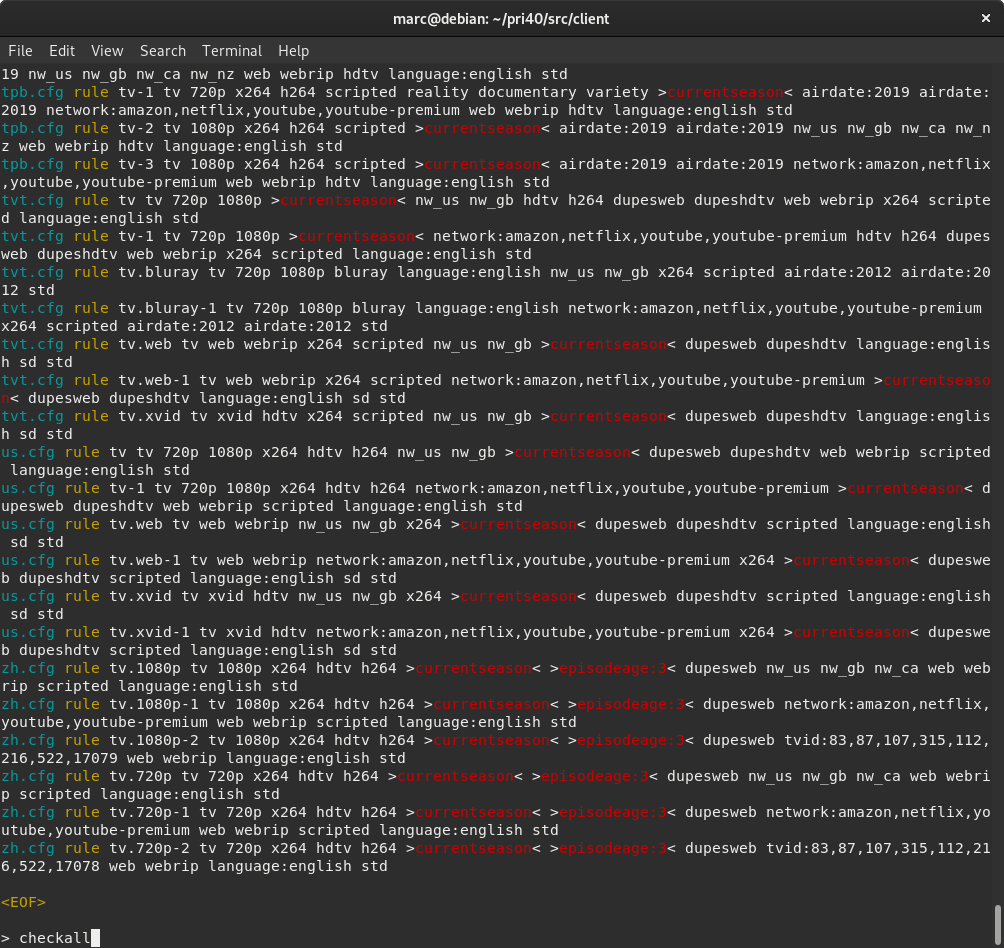 marc@debian: ~/pri40/src/client
×
File Edit View Search Terminal Help
19 nw_us nw_gb nw_ca nw_nz web webrip hdtv language:english std
tpb.cfg rule tv-1 tv 720p x264 h264 scripted reality documentary variety >currentseason< airdate:2019 airdate:
2019 network:amazon,netflix,youtube,youtube-premium web webrip hdtv language:english std
tpb.cfg rule tv-2 tv 1080p x264 h264 scripted >currentseason< airdate:2019 airdate:2019 nw_us nw_gb nw_ca nw_n
z web webrip hdtv language:english std
tpb.cfg rule tv-3 tv 1080p x264 h264 scripted >currentseason< airdate:2019 airdate:2019 network:amazon,netflix
,youtube,youtube-premium web webrip hdtv language:english std
tvt.cfg rule tv tv 720p 1080p >currentseason< nw_us nw_gb hdtv h264 dupesweb dupeshdtv web webrip x264 scripte
d language:english std
tvt.cfg rule tv-1 tv 720p 1080p >currentseason< network:amazon,netflix,youtube,youtube-premium hdtv h264 dupes
web dupeshdtv web webrip x264 scripted language:english std
tvt.cfg rule tv.bluray tv 720p 1080p bluray language:english nw_us nw_gb x264 scripted airdate:2012 airdate:20
12 std
tvt.cfg rule tv.bluray-1 tv 720p 1080p bluray language:english network:amazon,netflix,youtube,youtube-premium
x264 scripted airdate:2012 airdate:2012 std
tvt.cfg rule tv.web tv web webrip x264 scripted nw_us nw_gb >currentseason< dupesweb dupeshdtv language:englis
h sd std
tvt.cfg rule tv.web-1 tv web webrip x264 scripted network:amazon,netflix,youtube,youtube-premium >currentseaso
n< dupesweb dupeshdtv language:english sd std
tvt.cfg rule tv.xvid tv xvid hdtv x264 scripted nw_us nw_gb >currentseason< dupesweb dupeshdtv language:englis
h sd std
us.cfg rule tv tv 720p 1080p x264 hdtv h264 nw_us nw_gb >currentseason< dupesweb dupeshdtv web webrip scripted
language:english std
us.cfg rule tv-1 tv 720p 1080p x264 hdtv h264 network:amazon,netflix,youtube,youtube-premium >currentseason< d
upesweb dupeshdtv web webrip scripted language:english std
us.cfg rule tv.web tv web webrip nw_us nw_gb x264 >currentseason< dupesweb dupeshdtv scripted language:english
sd std
us.cfg rule tv.web-1 tv web webrip network:amazon,netflix,youtube,youtube-premium x264 >currentseason< dupeswe
b dupeshdtv scripted language:english sd std
us.cfg rule tv.xvid tv xvid hdtv nw_us nw_gb x264 >currentseason< dupesweb dupeshdtv scripted language:english
sd std
us.cfg rule tv.xvid-1 tv xvid hdtv network:amazon,netflix,youtube,youtube-premium x264 >currentseason< dupeswe
b dupeshdtv scripted language:english sd std
zh.cfg rule tv.1080p tv 1080p x264 hdtv h264 >currentseason< >episodeage:3< dupesweb nw_us nw_gb nw_ca web web
rip scripted language:english std
zh.cfg rule tv.1080p-1 tv 1080p x264 hdtv h264 >currentseason< >episodeage:3< dupesweb network:amazon,netflix,
youtube,youtube-premium web webrip scripted language:english std
zh.cfg rule tv.1080p-2 tv 1080p x264 hdtv h264 >currentseason< >episodeage:3< dupesweb tvid:83,87,107,315,112,
216,522,17079 web webrip language:english std
zh.cfg rule tv.720p tv 720p x264 hdtv h264 >currentseason< >episodeage:3< dupesweb nw_us nw_gb nw_ca web webri
p scripted language:english std
zh.cfg rule tv.720p-1 tv 720p x264 hdtv h264 >currentseason< >episodeage:3< dupesweb network:amazon,netflix,yo
utube,youtube-premium web webrip scripted language:english std
zh.cfg rule tv.720p-2 tv 720p x264 hdtv h264 >currentseason< >episodeage:3< dupesweb tvid:83,87,107,315,112,21
6,522,17078 web webrip language:english std
<EOF>
> checkall